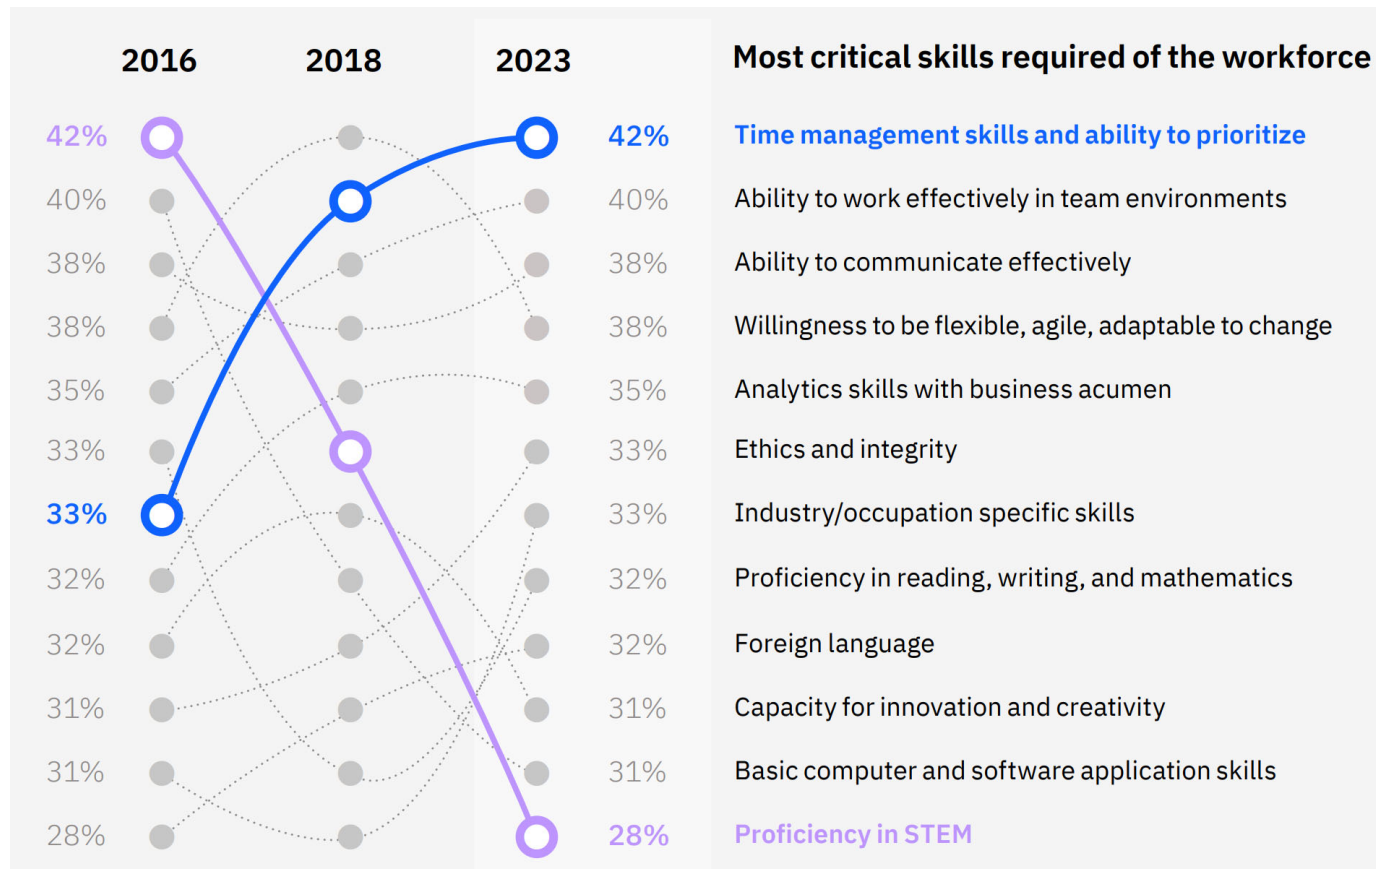 2016 2018 2023 Most critical skills required of the workforce
42% 42% Time management skills and ability to prioritize
40% 40% Ability to work effectively in team environments
38% 38% Ability to communicate effectively
38% 38% Willingness to be flexible, agile, adaptable to change
35% 35% Analytics skills with business acumen
33% 33% Ethics and integrity
33% 33% Industry/occupation specific skills
32% 32% Proficiency in reading, writing, and mathematics
32% 32% Foreign language
31% 31% Capacity for innovation and creativity
31% 31% Basic computer and software application skills
28% 28% Proficiency in STEM